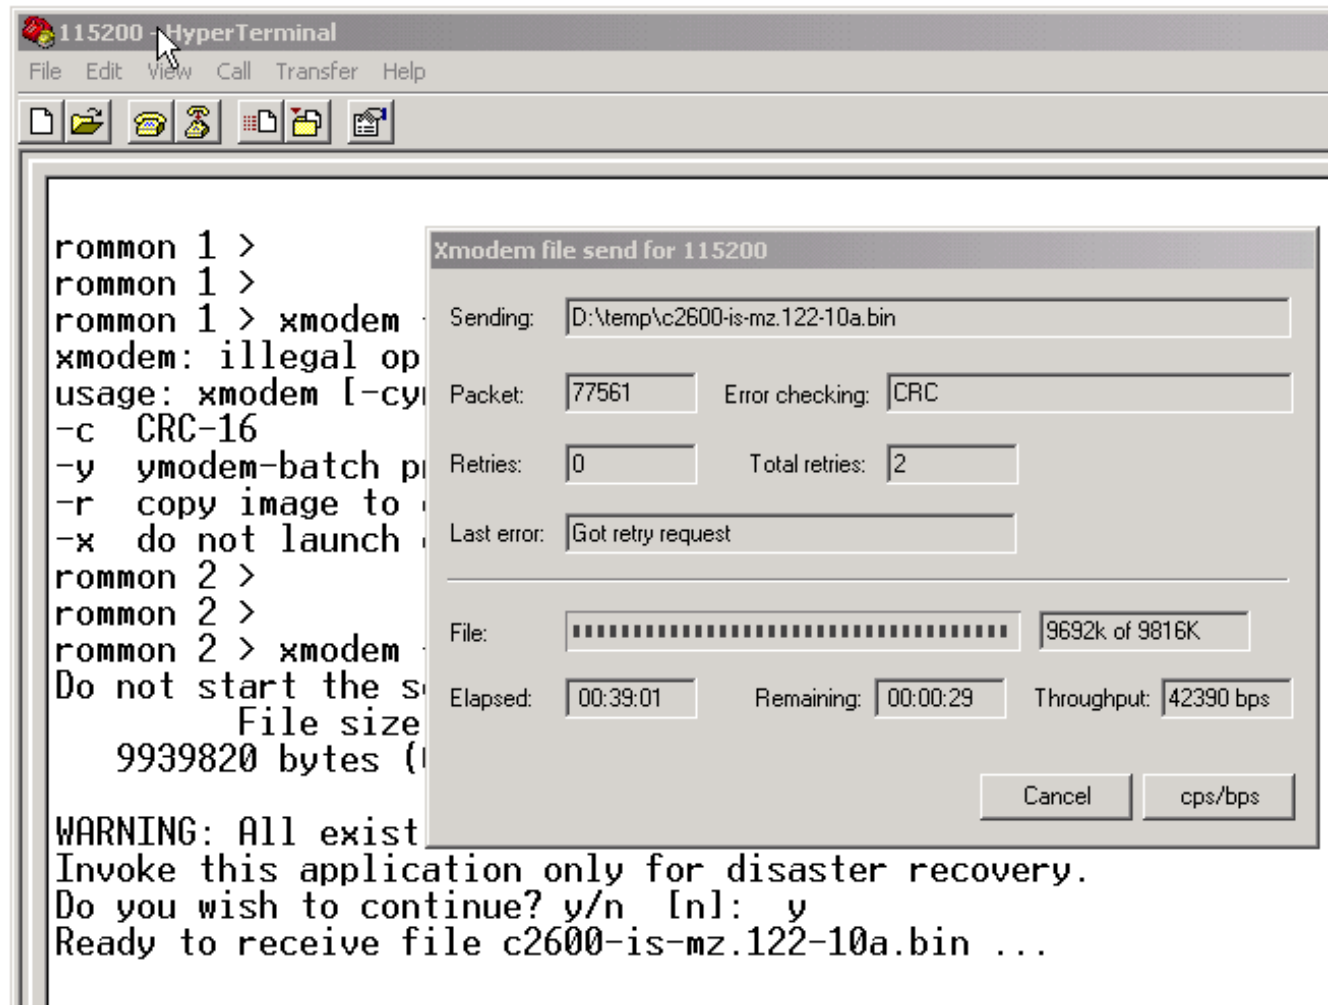 115200 - HyperTerminal
File Edit View Call Transfer Help
rommon 1 >
rommon 1 >
rommon 1 > xmodem
xmodem: illegal op
usage: xmodem [-cy
-c CRC-16
-y ymodem-batch p
-r copy image to
-x do not launch
rommon 2 >
rommon 2 >
rommon 2 > xmodem
Do not start the s
File size
9939820 bytes (
WARNING: All exist
Invoke this application only for disaster recovery.
Do you wish to continue? y/n [n]: y
Ready to receive file c2600-is-mz.122-10a.bin ...
Xmodem file send for 115200
Sending: D:\temp\c2600-is-mz.122-10a.bin
Packet: 77561 Error checking: CRC
Retries: 0 Total retries: 2
Last error: Got retry request
File: 9692k of 9816K
Elapsed: 00:39:01 Remaining: 00:00:29 Throughput: 42390 bps
Cancel cps/bps